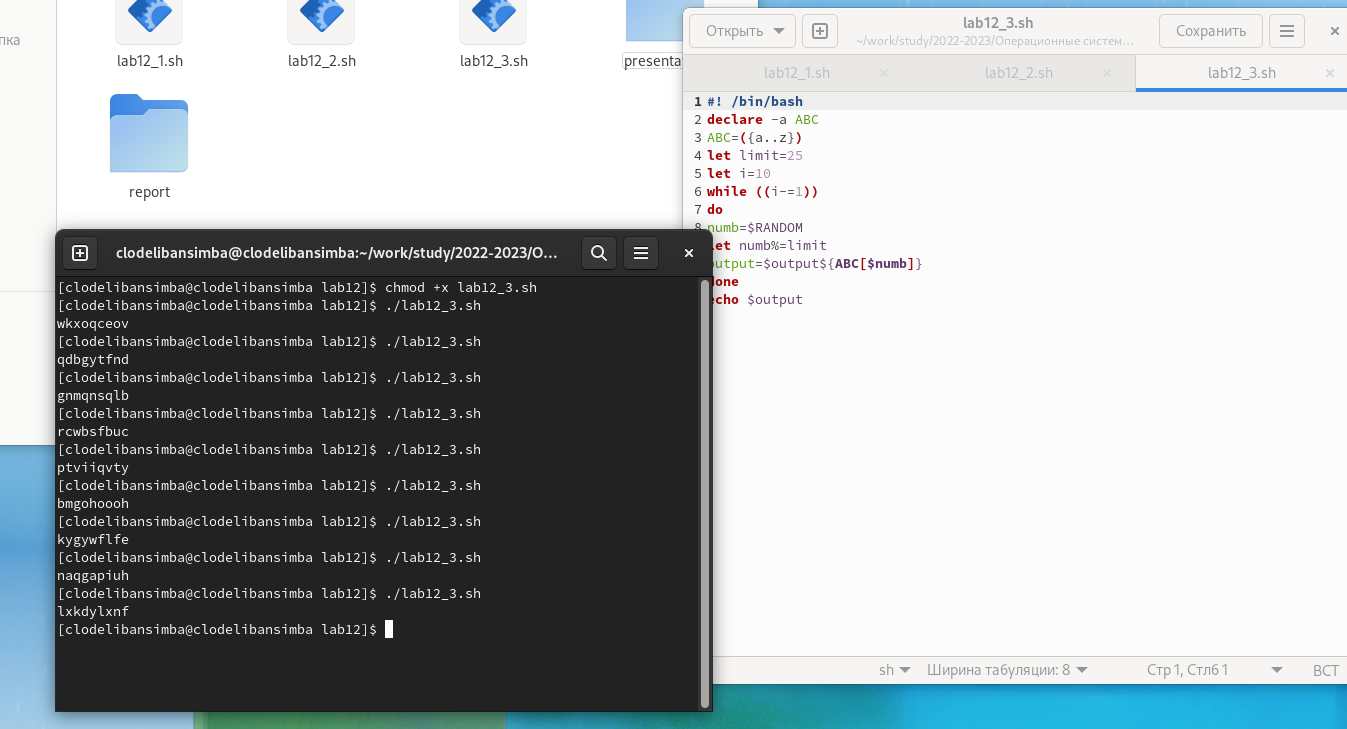 пка
lab12_1.sh
lab12_2.sh
lab12_3.sh
presenta
report
Открыть
lab12_3.sh
~/work/study/2022-2023/Операционные систем…
Сохранить
lab12_1.sh
lab12_2.sh
lab12_3.sh
1 #! /bin/bash
2 declare -a ABC
3 ABC=({a..z})
4 let limit=25
5 let i=10
6 while ((i-=1))
7 do
8 numb=$RANDOM
let numb%=limit
output=$output${ABC[$numb]}
done
echo $output
sh
Ширина табуляции: 8
Стр 1, Стлб 1
ВСТ
clodelibansimba@clodelibansimba:~/work/study/2022-2023/О…
[clodelibansimba@clodelibansimba lab12]$ chmod +x lab12_3.sh
[clodelibansimba@clodelibansimba lab12]$ ./lab12_3.sh
wkxoqceov
[clodelibansimba@clodelibansimba lab12]$ ./lab12_3.sh
qdbgytfnd
[clodelibansimba@clodelibansimba lab12]$ ./lab12_3.sh
gnmqnsqlb
[clodelibansimba@clodelibansimba lab12]$ ./lab12_3.sh
rcwbsfbuc
[clodelibansimba@clodelibansimba lab12]$ ./lab12_3.sh
ptviiqvty
[clodelibansimba@clodelibansimba lab12]$ ./lab12_3.sh
bmgohoooh
[clodelibansimba@clodelibansimba lab12]$ ./lab12_3.sh
kygywflfe
[clodelibansimba@clodelibansimba lab12]$ ./lab12_3.sh
naqgapiuh
[clodelibansimba@clodelibansimba lab12]$ ./lab12_3.sh
lxkdylxnf
[clodelibansimba@clodelibansimba lab12]$